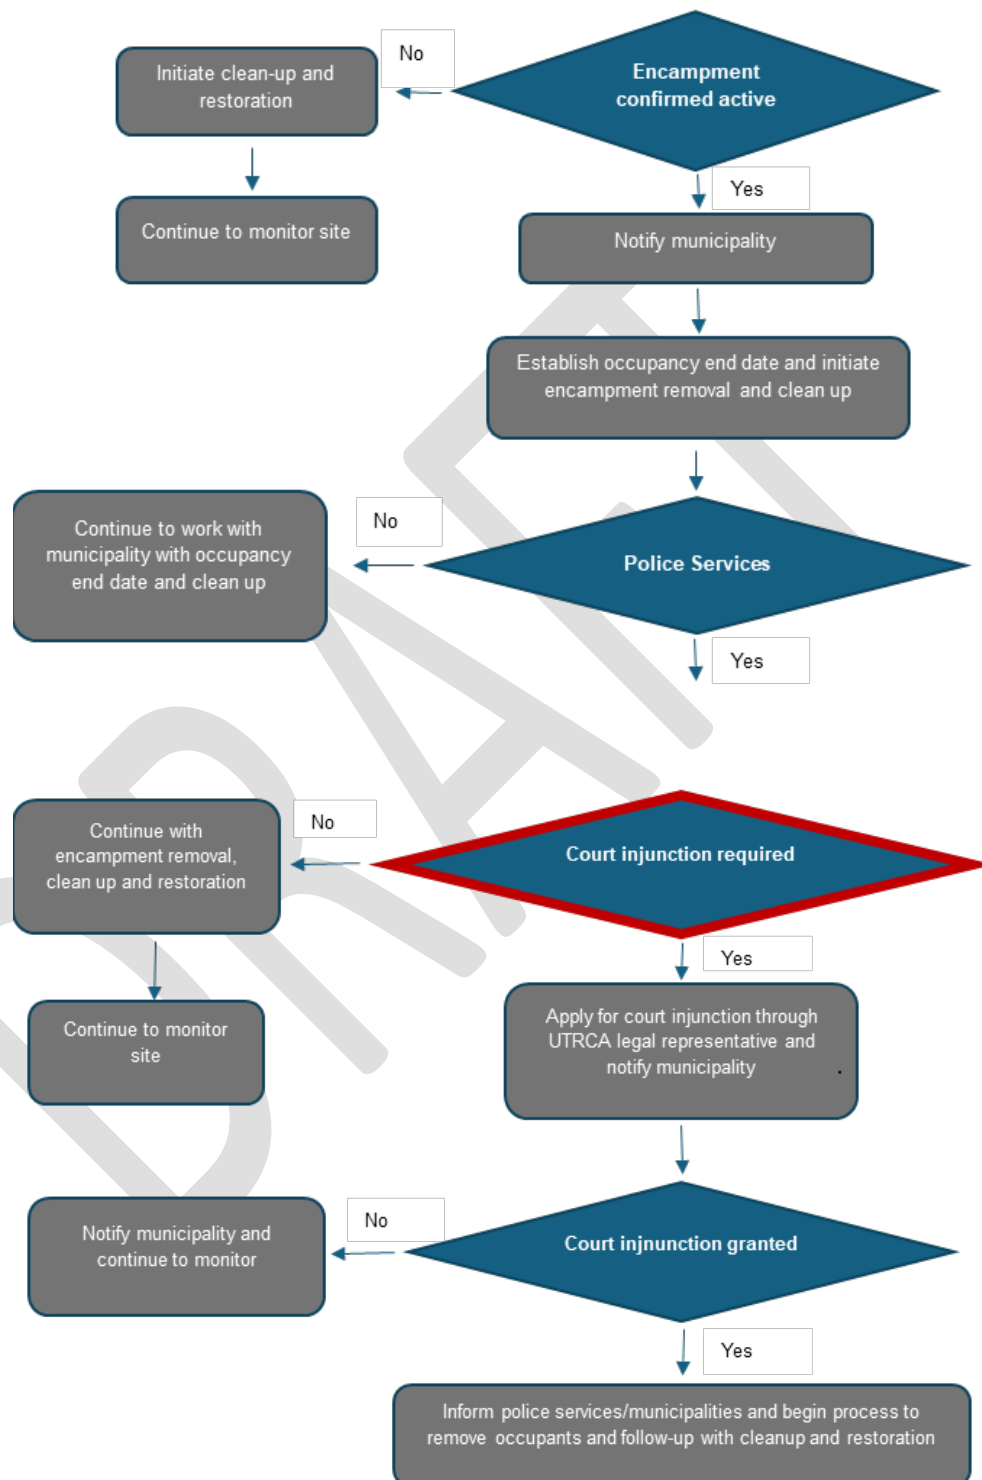 Encampment
confirmed active
No
Initiate clean-up and
restoration
Continue to monitor site
Yes
Notify municipality
Establish occupancy end date and initiate
encampment removal and clean up
Police Services
No
Continue to work with
municipality with occupancy
end date and clean up
Yes
Court injunction required
No
Continue with
encampment removal,
clean up and restoration
Continue to monitor
site
Yes
Apply for court injunction through
UTRCA legal representative and
notify municipality
.
Court injnunction granted
No
Notify municipality and
continue to monitor
Yes
Inform police services/municipalities and begin process to
remove occupants and follow-up with cleanup and restoration
DRAFT